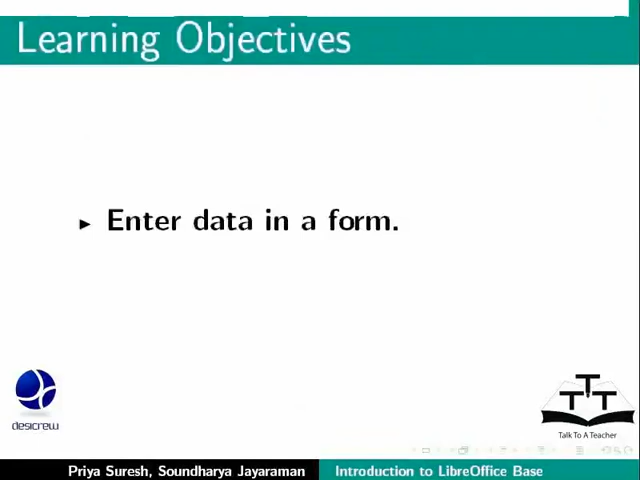 Learning Objectives
► Enter data in a form.
desicrew
T T T
Talk To A Teacher
Priya Suresh, Soundharya Jayaraman Introduction to LibreOffice Base